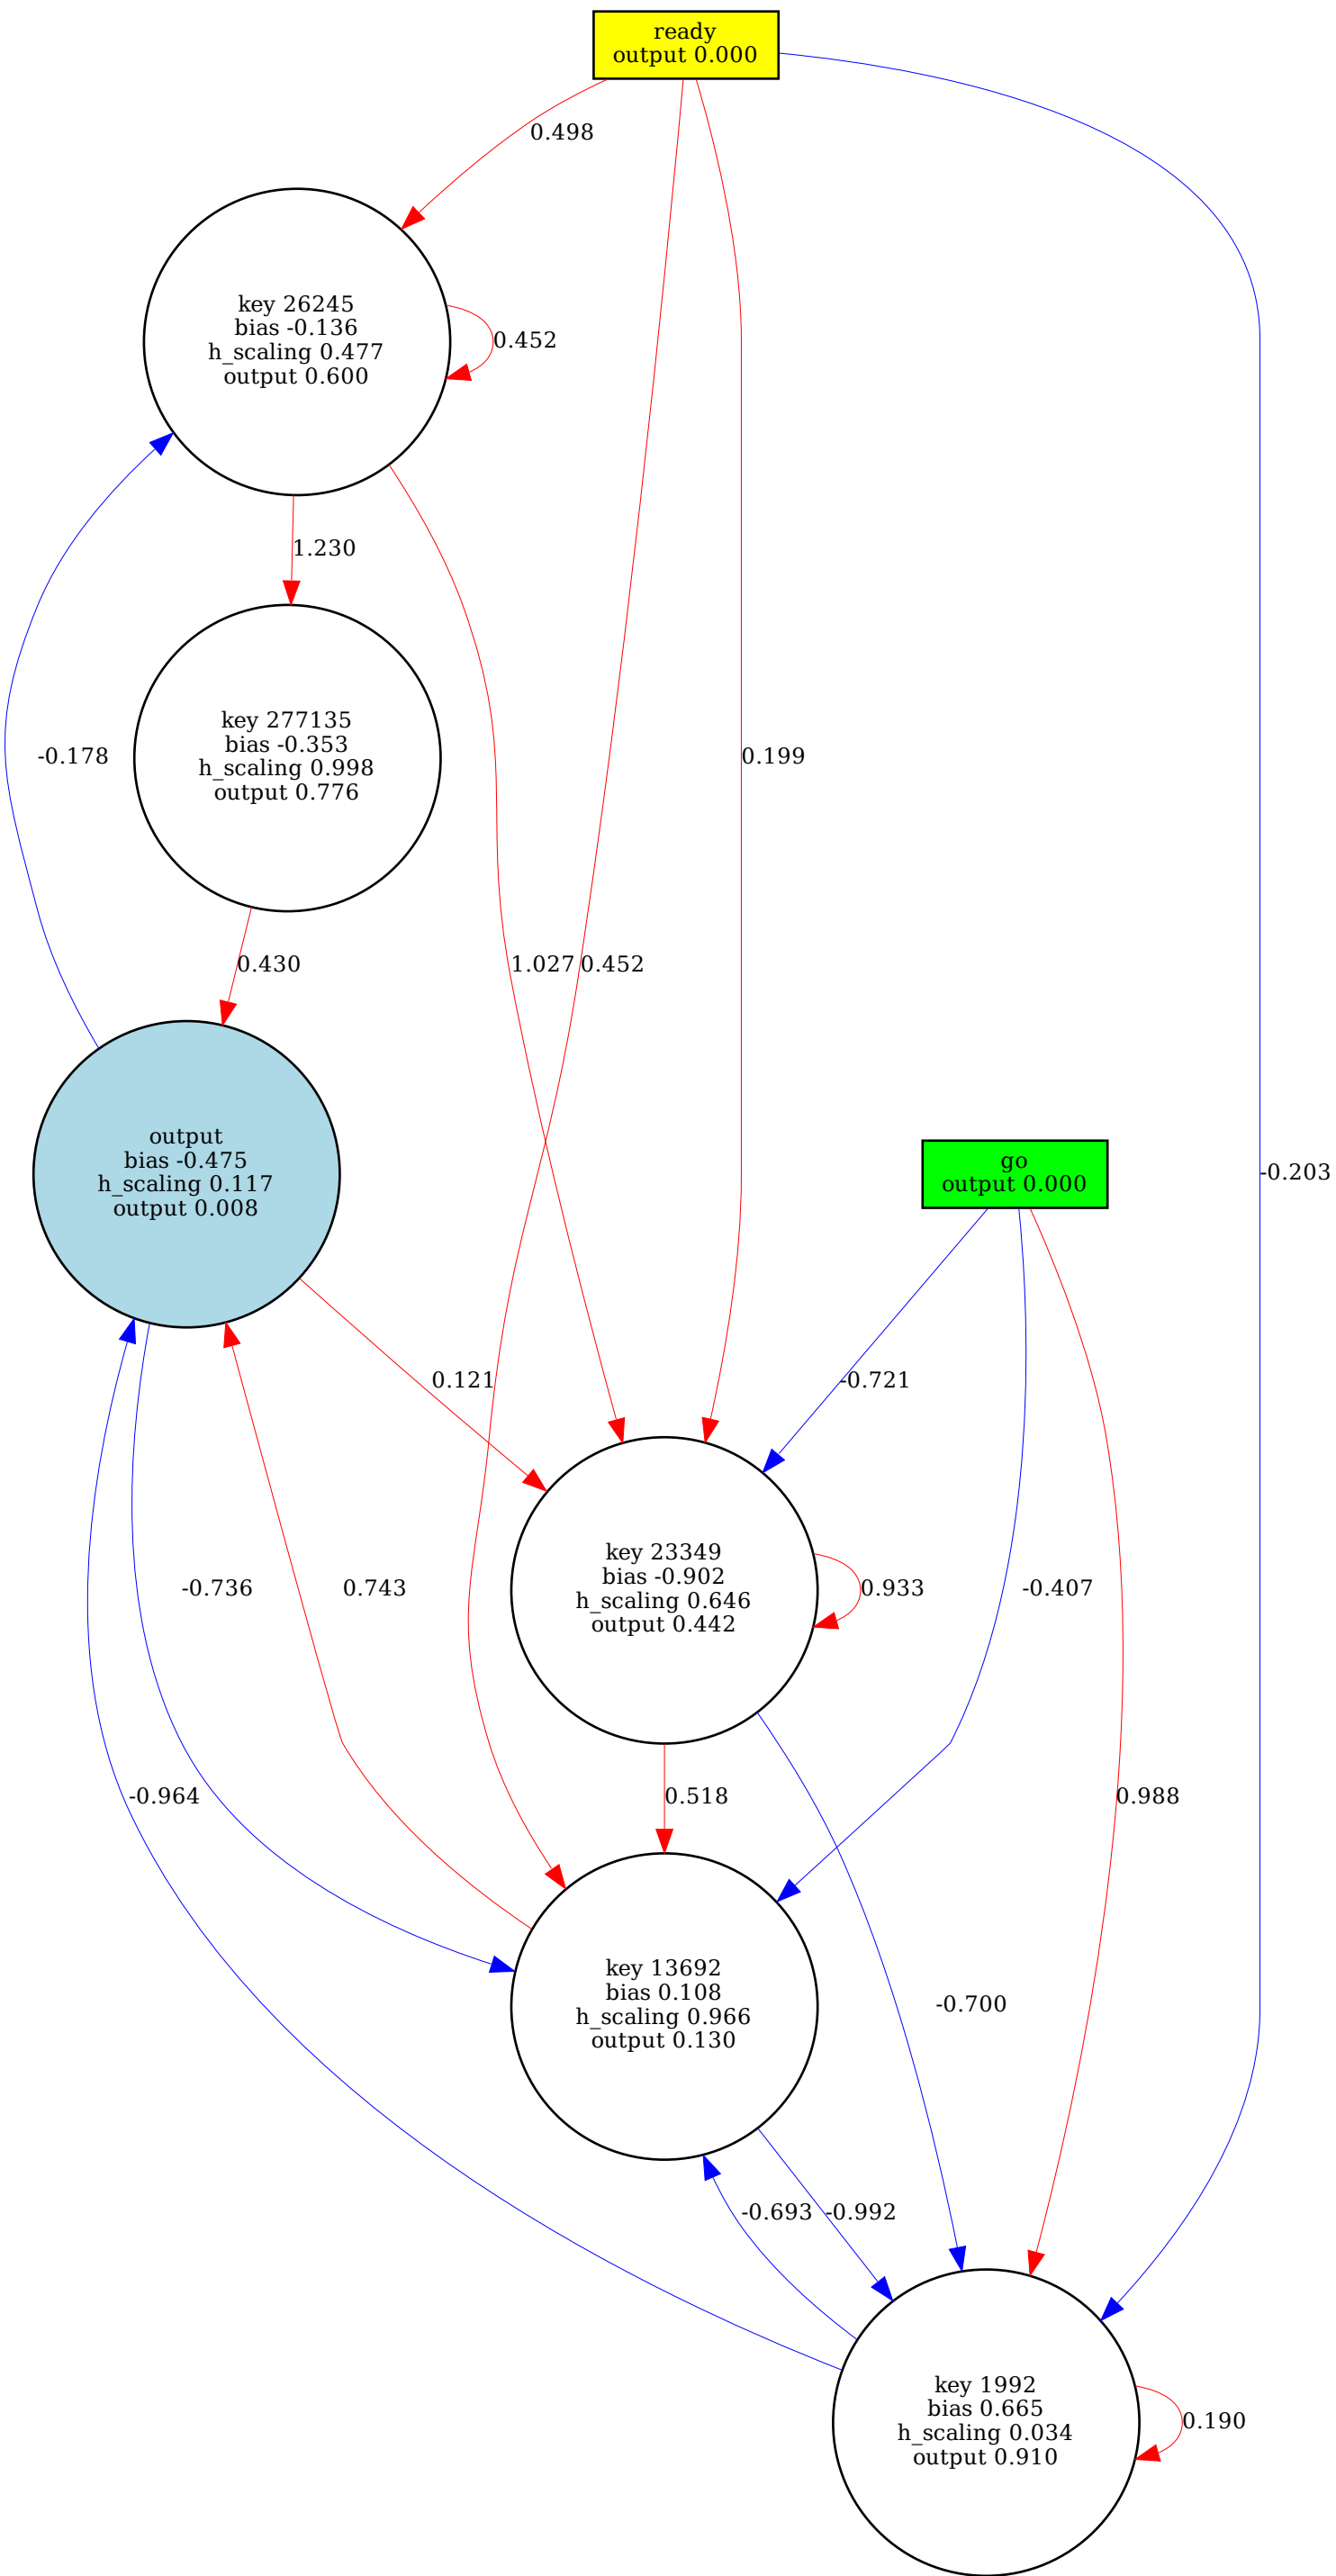 ready
output 0.000
0.498
key 26245
bias -0.136
h_scaling 0.477
output 0.600
0.452
1.230
key 277135
bias -0.353
h_scaling 0.998
output 0.776
-0.178
0.199
0.430
1.027
0.452
output
bias -0.475
h_scaling 0.117
output 0.008
go
output 0.000
-0.203
0.121
-0.721
key 23349
bias -0.902
h_scaling 0.646
output 0.442
-0.736
0.743
0.933
-0.407
-0.964
0.518
0.988
key 13692
bias 0.108
h_scaling 0.966
output 0.130
-0.700
-0.693
-0.992
key 1992
bias 0.665
h_scaling 0.034
output 0.910
0.190